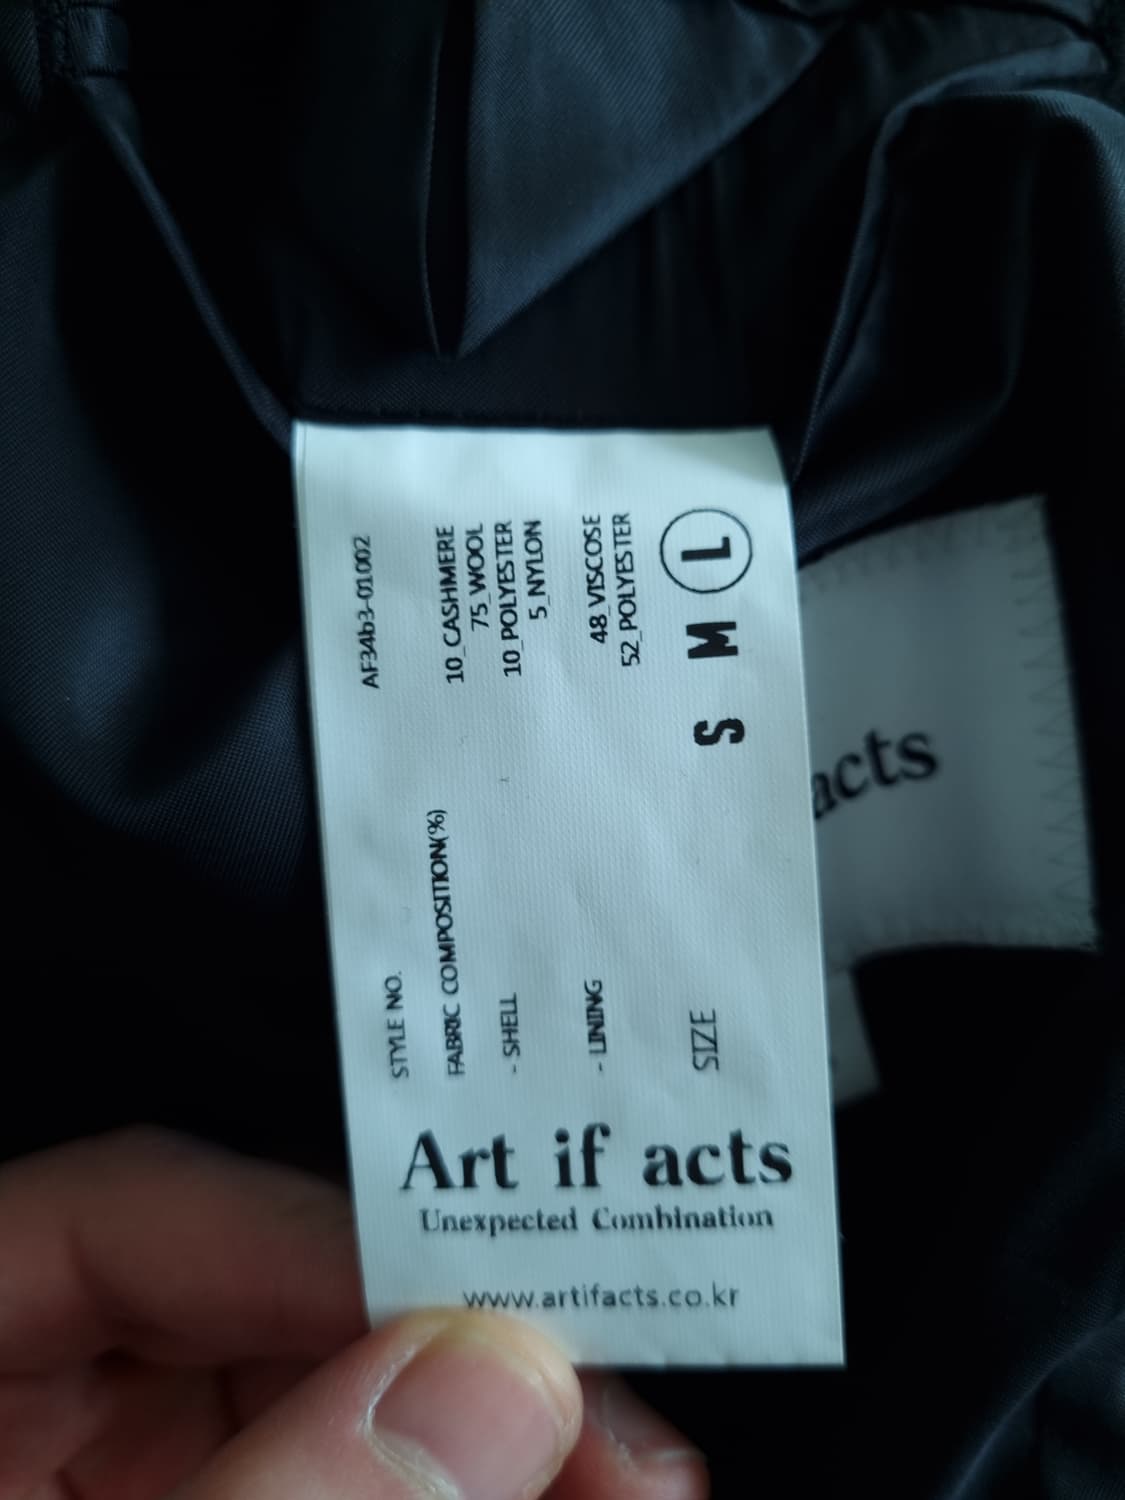 STYLE NO. AF34b3-01002
FABRIC COMPOSITION(%) 10_CASHMERE
75_WOOL
- SHELL 10_POLYESTER
5_NYLON
- LINING 48_VISCOSE
52_POLYESTER
SIZE S M L
Art if acts
Unexpected Combination
www.artifacts.co.kr
acts